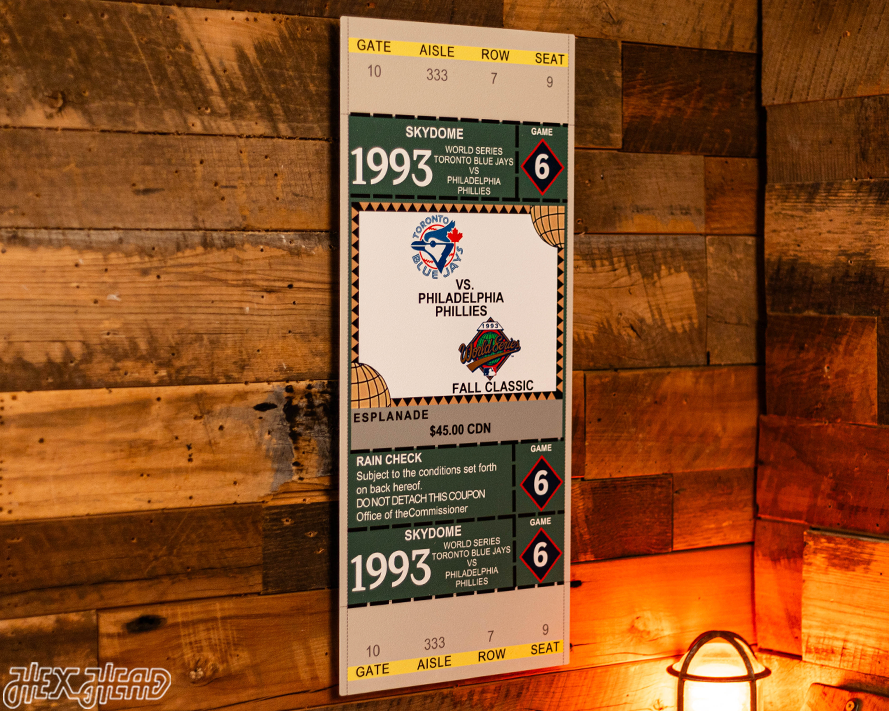 GATE AISLE ROW SEAT
10 333 7 9
SKYDOME
1993
WORLD SERIES
TORONTO BLUE JAYS
VS
PHILADELPHIA
PHILLIES
GAME
6
TORONTO
BLUE JAYS
VS.
PHILADELPHIA
PHILLIES
1993
World Series
FALL CLASSIC
ESPLANADE
$45.00 CDN
RAIN CHECK
Subject to the conditions set forth
on back hereof.
DO NOT DETACH THIS COUPON
Office of theCommissioner
GAME
6
SKYDOME
1993
WORLD SERIES
TORONTO BLUE JAYS
VS
PHILADELPHIA
PHILLIES
GAME
6
10 333 7 9
GATE AISLE ROW SEAT
HEX HEAD